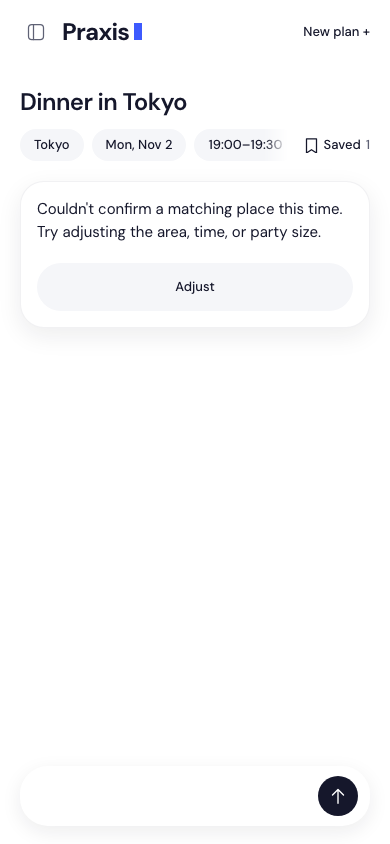 Praxis
New plan +
Dinner in Tokyo
Tokyo
Mon, Nov 2
19:00–19:30
Saved 1
Couldn't confirm a matching place this time.
Try adjusting the area, time, or party size.
Adjust